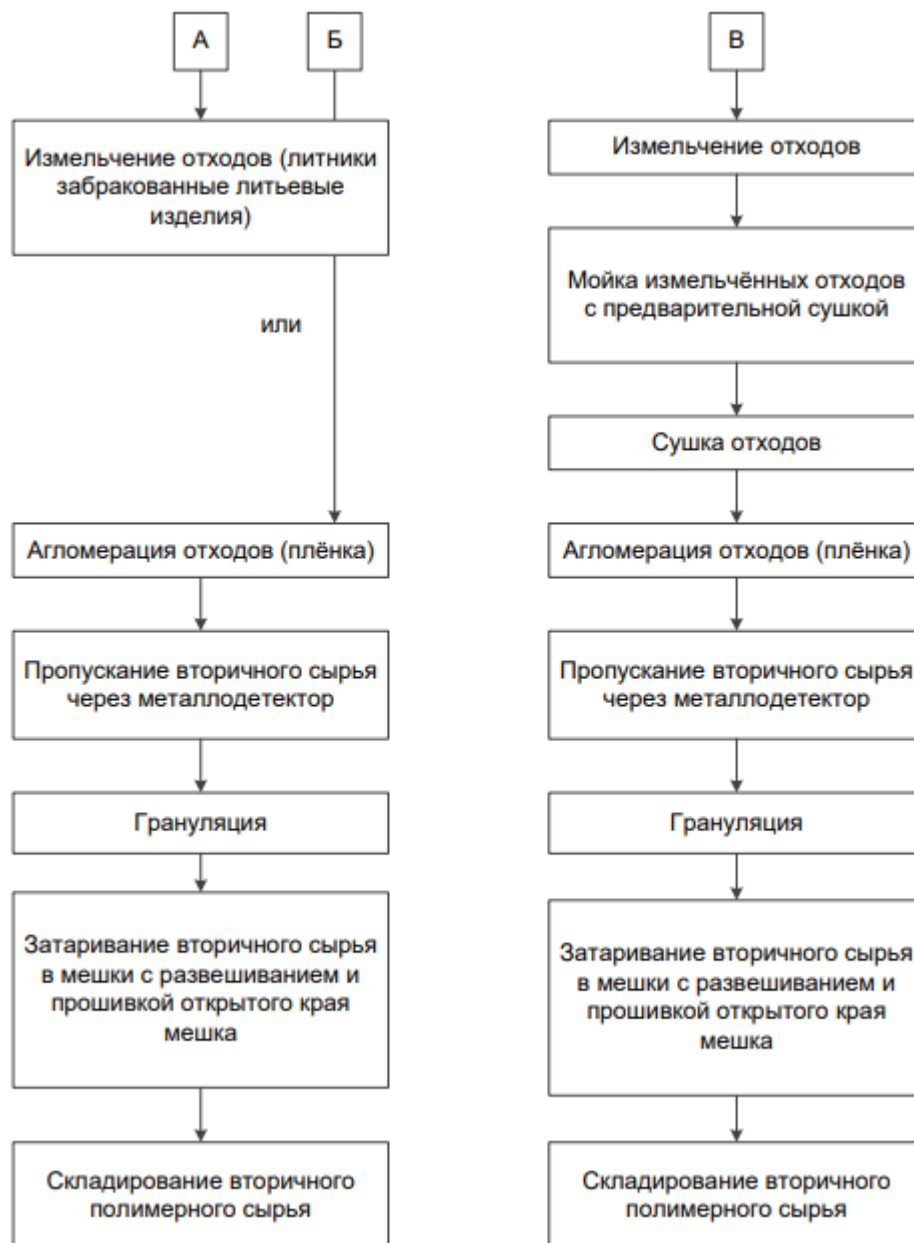 А
Б
Измельчение отходов (литники
забракованные литьевые
изделия)
или
Агломерация отходов (плёнка)
Пропускание вторичного сырья
через металлодетектор
Грануляция
Затаривание вторичного сырья
в мешки с развешиванием и
прошивкой открытого края
мешка
Складирование вторичного
полимерного сырья
В
Измельчение отходов
Мойка измельчённых отходов
с предварительной сушкой
Сушка отходов
Агломерация отходов (плёнка)
Пропускание вторичного сырья
через металлодетектор
Грануляция
Затаривание вторичного сырья
в мешки с развешиванием и
прошивкой открытого края
мешка
Складирование вторичного
полимерного сырья